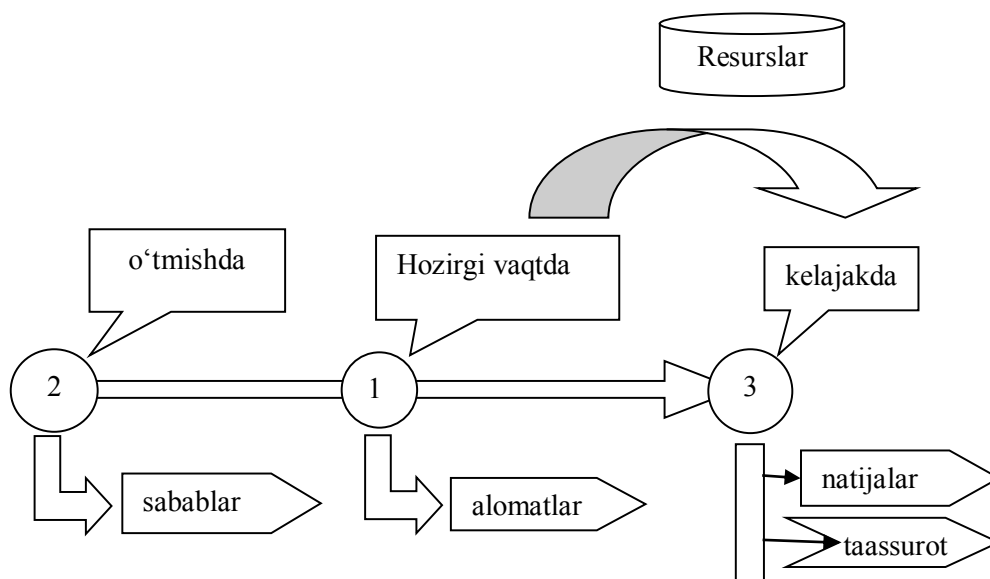 Resurslar
o‘tmishda
Hozirgi vaqtda
kelajakda
2
1
3
sabablar
alomatlar
natijalar
taassurot